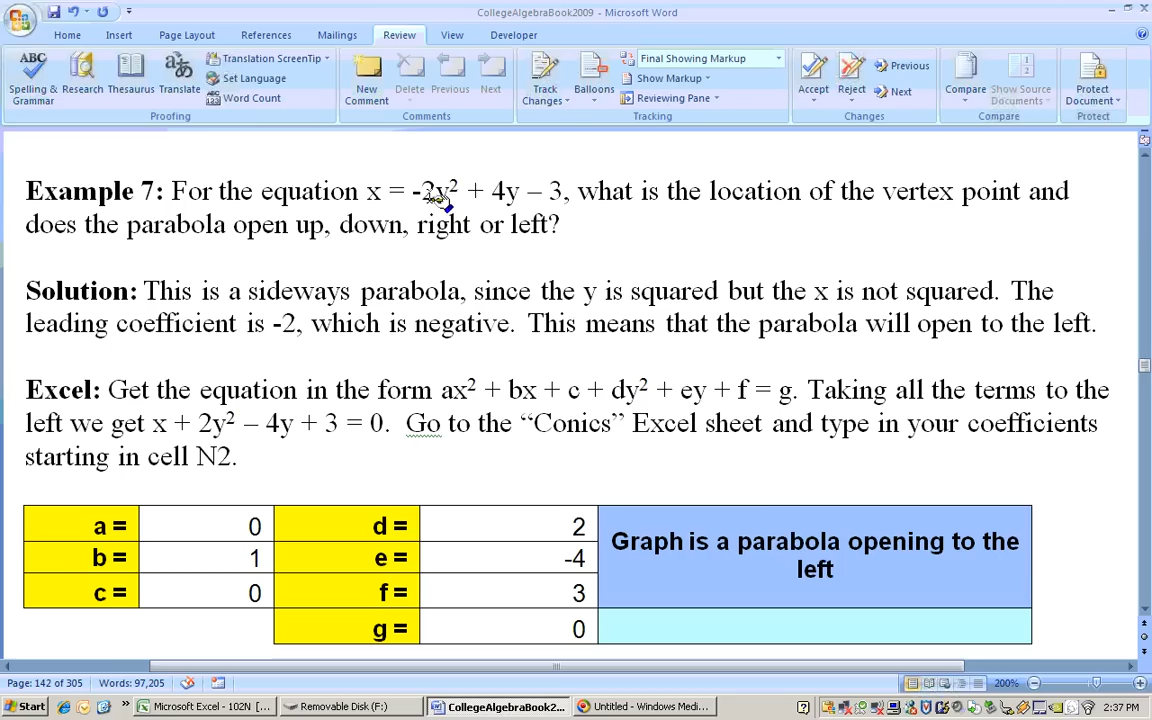 CollegeAlgebraBook2009 - Microsoft Word
Home Insert Page Layout References Mailings Review View Developer
ABC Spelling & Grammar Research Thesaurus Translate Translation ScreenTip Set Language Word Count
New Comment Delete Previous Next Track Changes Balloons Final Showing Markup Show Markup Reviewing Pane
Accept Reject Previous Next Compare Show Source Documents Protect Document
Proofing Comments Tracking Changes Compare Protect
Example 7: For the equation x = -2y² + 4y – 3, what is the location of the vertex point and
does the parabola open up, down, right or left?
Solution: This is a sideways parabola, since the y is squared but the x is not squared. The
leading coefficient is -2, which is negative. This means that the parabola will open to the left.
Excel: Get the equation in the form ax² + bx + c + dy² + ey + f = g. Taking all the terms to the
left we get x + 2y² – 4y + 3 = 0. Go to the “Conics” Excel sheet and type in your coefficients
starting in cell N2.
a = 0 d = 2 Graph is a parabola opening to the
b = 1 e = -4 left
c = 0 f = 3
g = 0
Page: 142 of 305 Words: 97,205 200%
Start Microsoft Excel - 102N [... Removable Disk (F:) CollegeAlgebraBook2... Untitled - Windows Medi... 2:37 PM